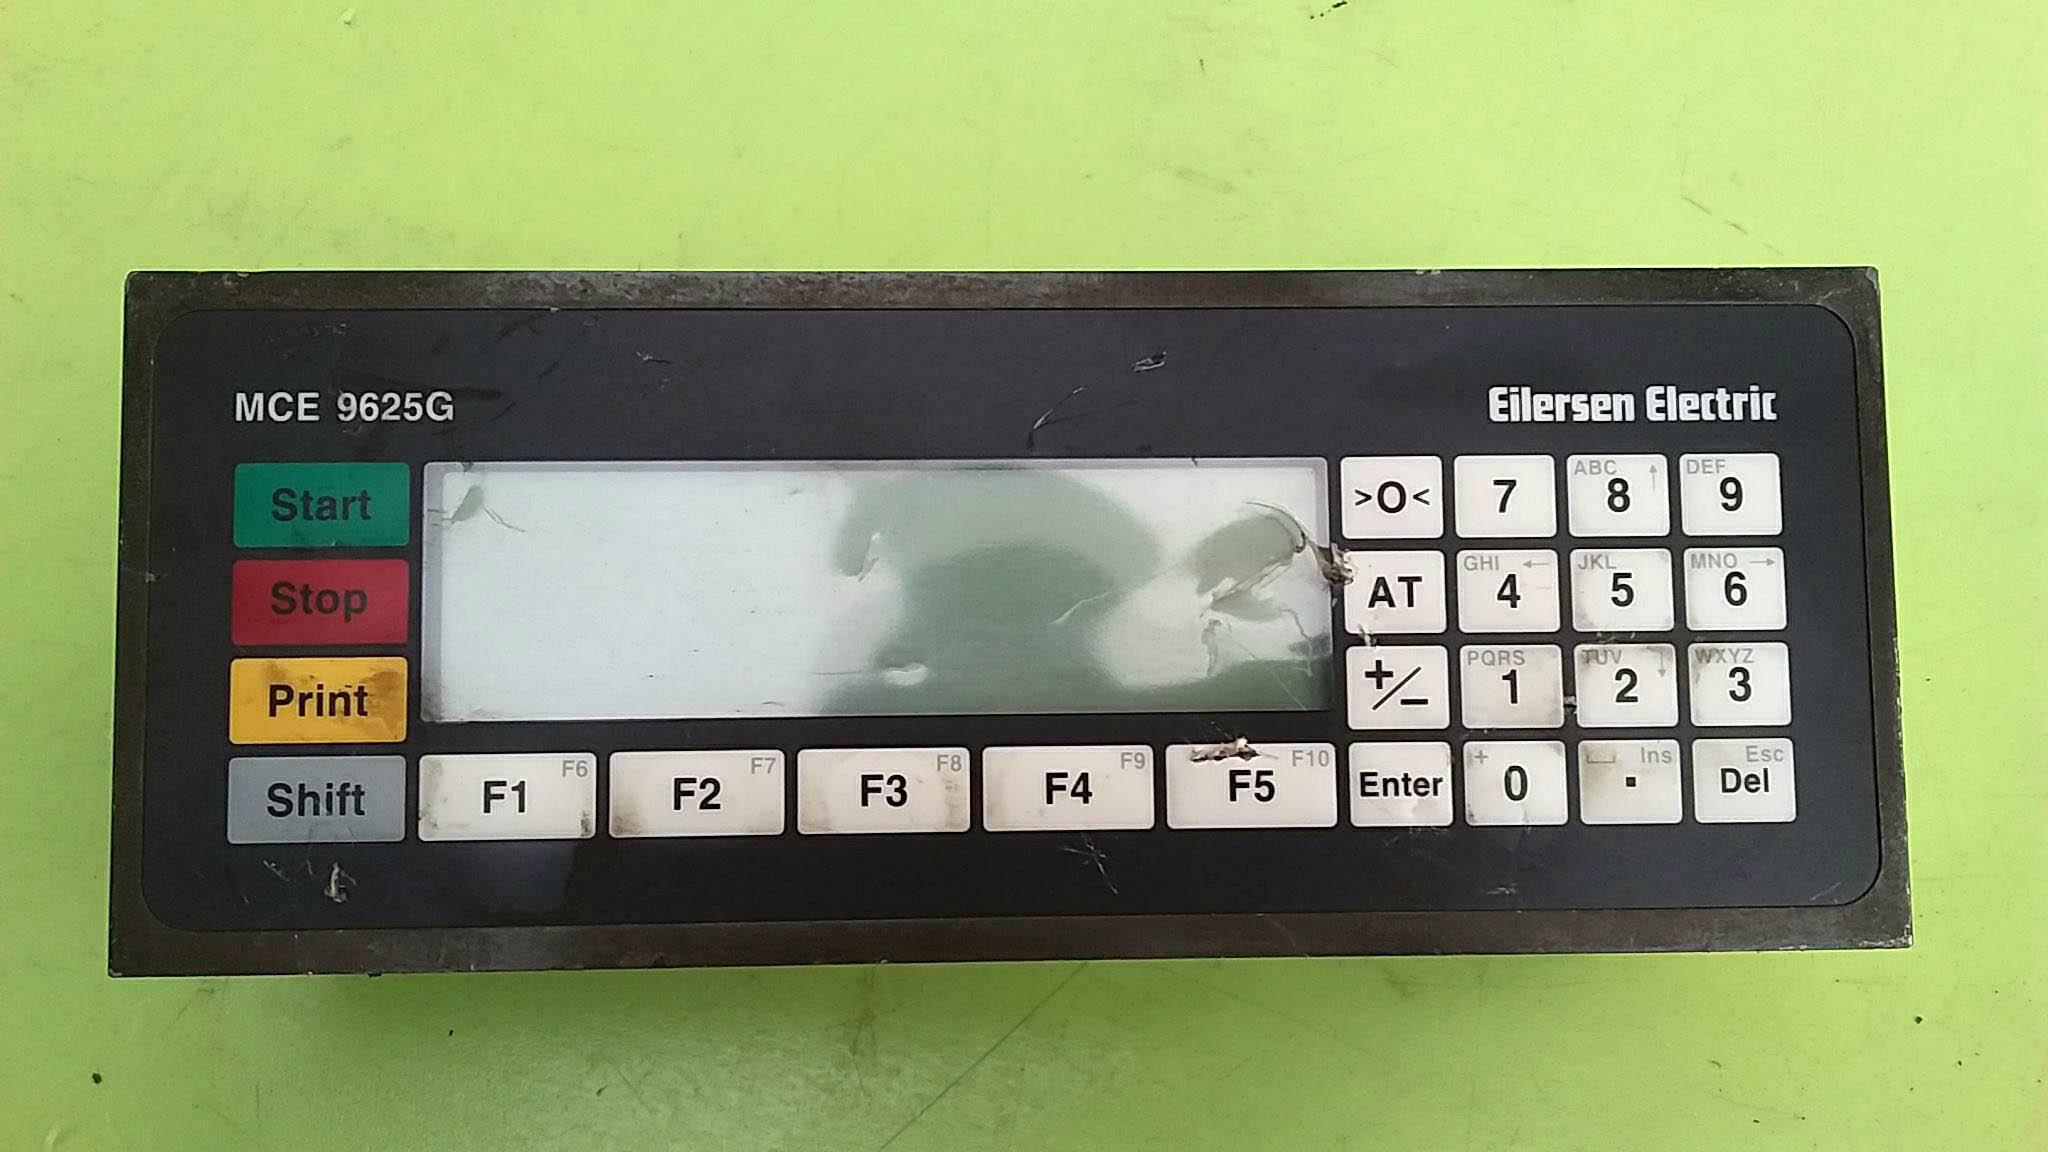 MCE 9625G
Eilersen Electric
Start
>O<
7
ABC ↑
8
DEF
9
Stop
AT
GHI ←
4
JKL
5
MNO →
6
Print
+/−
PQRS
1
TUV ↓
2
WXYZ
3
Shift
F1 F6
F2 F7
F3 F8
F4 F9
F5 F10
Enter
+
0
Ins
.
Esc
Del